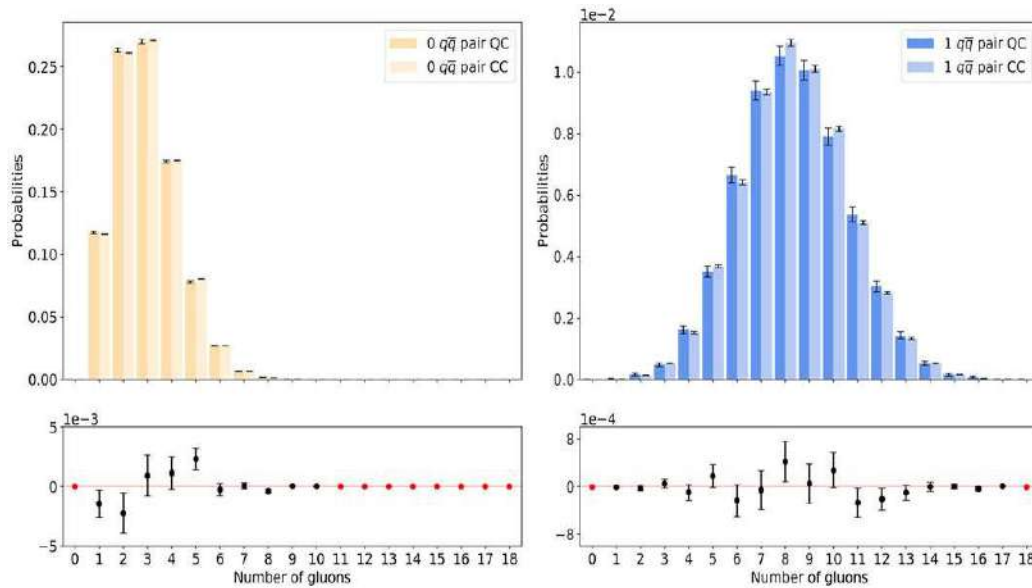 1e−2
0.25
0.20
0.15
0.10
0.05
0.00
Probabilities
0 qq̅ pair QC
0 qq̅ pair CC
1.0
0.8
0.6
0.4
0.2
0.0
Probabilities
1 qq̅ pair QC
1 qq̅ pair CC
1e−3
5
0
−5
0 1 2 3 4 5 6 7 8 9 10 11 12 13 14 15 16 17 18
Number of gluons
1e−4
8
0
−8
0 1 2 3 4 5 6 7 8 9 10 11 12 13 14 15 16 17 18
Number of gluons